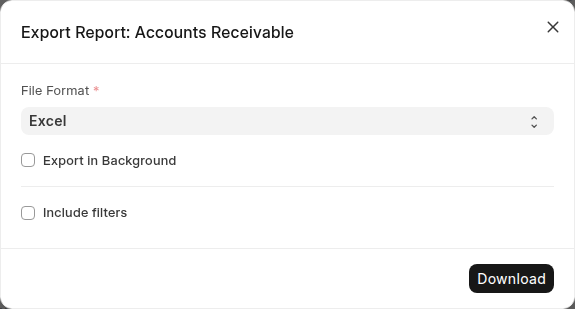 Export Report: Accounts Receivable
File Format *
Excel
Export in Background
Include filters
Download